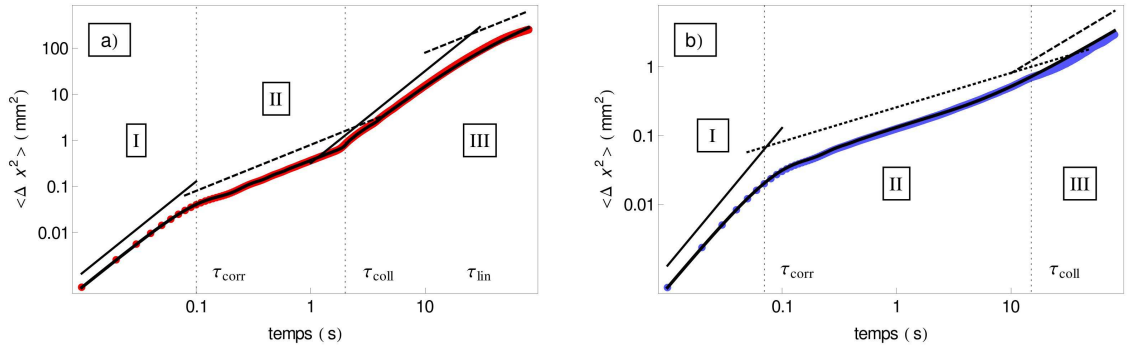 a)
I
II
III
100
10
1
0.1
0.01
< Δ x² > ( mm² )
τcorr
τcoll
τlin
0.1
1
10
temps ( s )
b)
I
II
III
1
0.1
0.01
< Δ x² > ( mm² )
τcorr
τcoll
0.1
1
10
temps ( s )